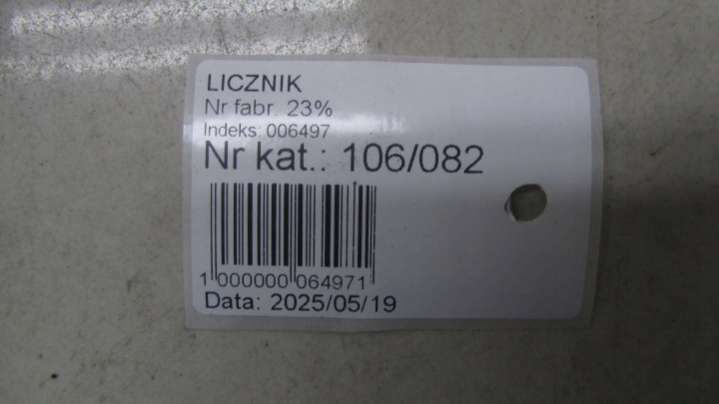 LICZNIK
Nr fabr. 23%
Indeks: 006497
Nr kat.: 106/082
1 000000 064971
Data: 2025/05/19